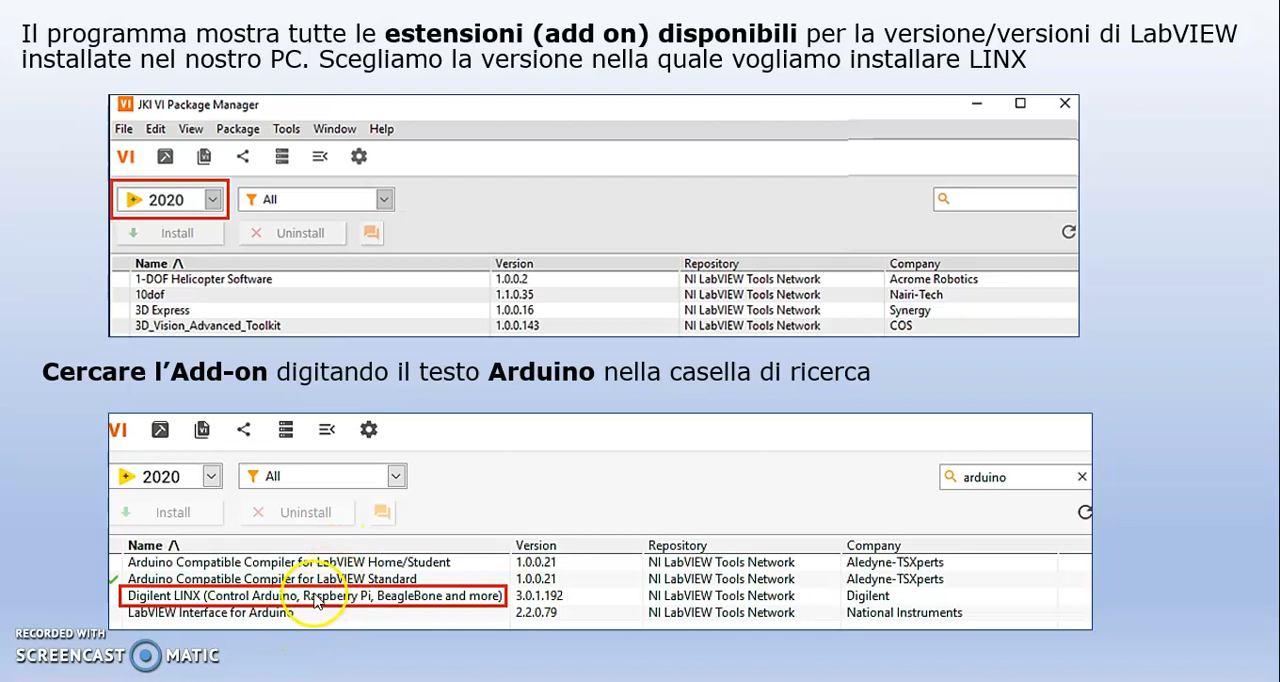 Il programma mostra tutte le estensioni (add on) disponibili per la versione/versioni di LabVIEW
installate nel nostro PC. Scegliamo la versione nella quale vogliamo installare LINX
VI JKI VI Package Manager
File Edit View Package Tools Window Help
VI
2020 All
Install Uninstall
Name Version Repository Company
1-DOF Helicopter Software 1.0.0.2 NI LabVIEW Tools Network Acrome Robotics
10dof 1.1.0.35 NI LabVIEW Tools Network Nairi-Tech
3D Express 1.0.0.16 NI LabVIEW Tools Network Synergy
3D_Vision_Advanced_Toolkit 1.0.0.143 NI LabVIEW Tools Network COS
Cercare l'Add-on digitando il testo Arduino nella casella di ricerca
VI
2020 All arduino
Install Uninstall
Name Version Repository Company
Arduino Compatible Compiler for LabVIEW Home/Student 1.0.0.21 NI LabVIEW Tools Network Aledyne-TSXperts
Arduino Compatible Compiler for LabVIEW Standard 1.0.0.21 NI LabVIEW Tools Network Aledyne-TSXperts
Digilent LINX (Control Arduino, Raspberry Pi, BeagleBone and more) 3.0.1.192 NI LabVIEW Tools Network Digilent
LabVIEW Interface for Arduino 2.2.0.79 NI LabVIEW Tools Network National Instruments
RECORDED WITH
SCREENCAST MATIC